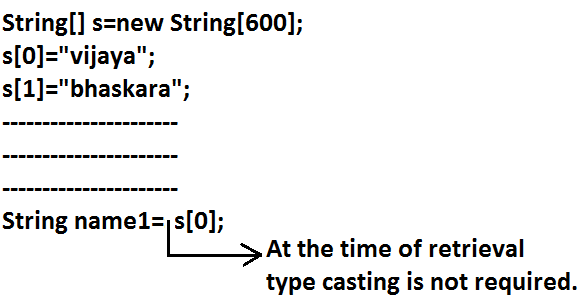 String[] s=new String[600];
s[0]="vijaya";
s[1]="bhaskara";
----------------------
----------------------
----------------------
String name1= s[0];
At the time of retrieval
type casting is not required.